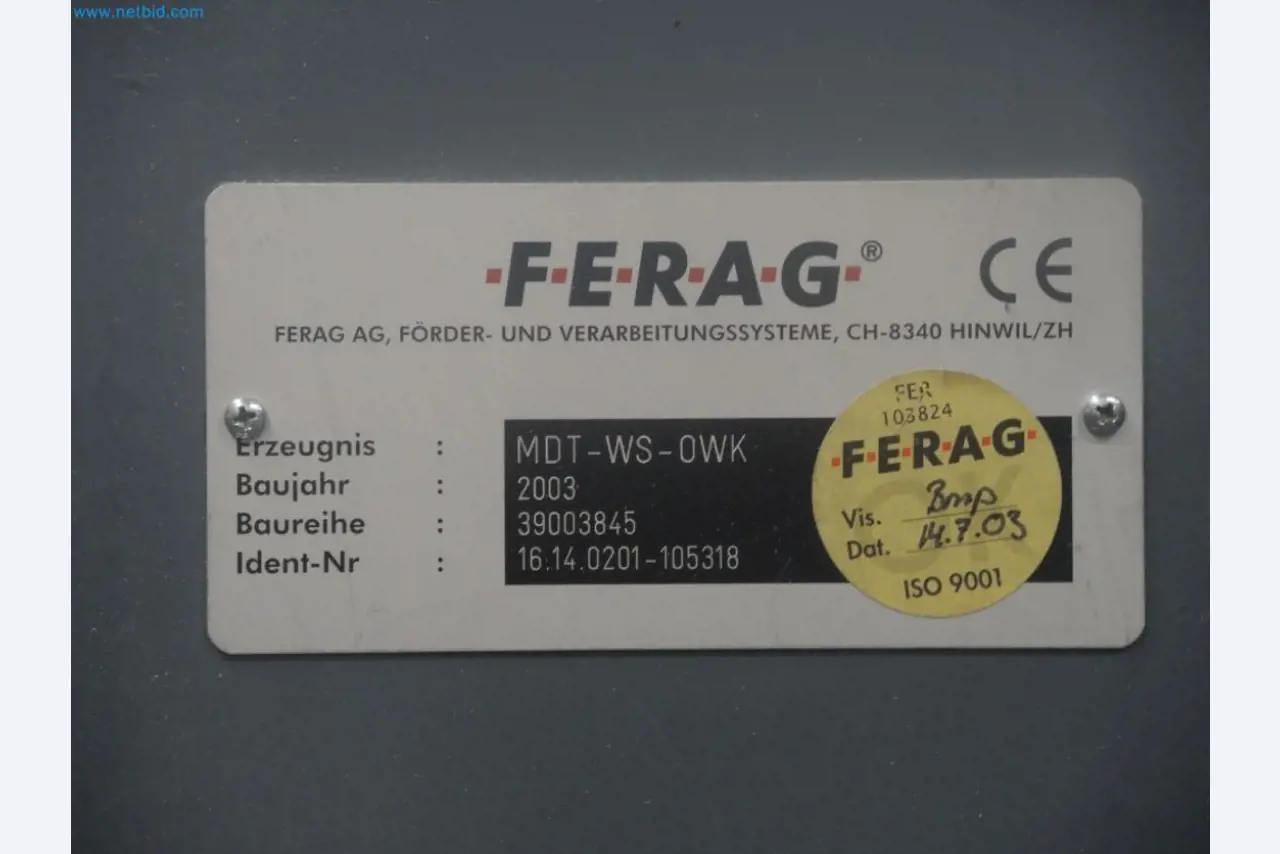 www.netbid.com
F·E·R·A·G® CE
FERAG AG, FÖRDER- UND VERARBEITUNGSSYSTEME, CH-8340 HINWIL/ZH
Erzeugnis : MDT-WS-OWK
Baujahr : 2003
Baureihe : 39003845
Ident-Nr : 16.14.0201-105318
FER
103824
F·E·R·A·G
OK
Vis.
Dat. 14.7.03
ISO 9001